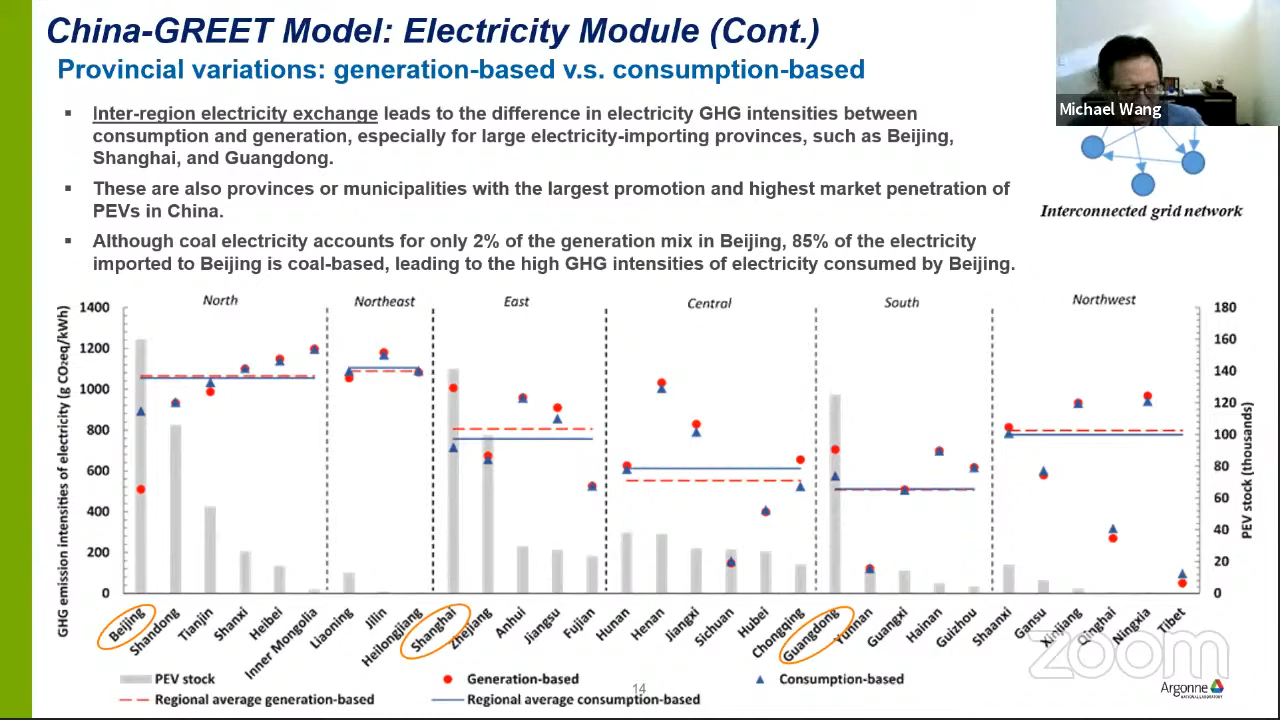 China-GREET Model: Electricity Module (Cont.)
Provincial variations: generation-based v.s. consumption-based
Michael Wang
▪ Inter-region electricity exchange leads to the difference in electricity GHG intensities between
consumption and generation, especially for large electricity-importing provinces, such as Beijing,
Shanghai, and Guangdong.
▪ These are also provinces or municipalities with the largest promotion and highest market penetration of
PEVs in China.
▪ Although coal electricity accounts for only 2% of the generation mix in Beijing, 85% of the electricity
imported to Beijing is coal-based, leading to the high GHG intensities of electricity consumed by Beijing.
Interconnected grid network
North Northeast East Central South Northwest
GHG emission intensities of electricity (g CO2eq/kWh)
1400
1200
1000
800
600
400
200
0
180
160
140
120
100
80
60
40
20
0
PEV stock (thousands)
Beijing
Shandong
Tianjin
Shanxi
Hebei
Inner Mongolia
Liaoning
Jilin
Heilongjiang
Shanghai
Zhejiang
Anhui
Jiangsu
Fujian
Hunan
Henan
Jiangxi
Sichuan
Hubei
Chongqing
Guangdong
Yunnan
Guangxi
Hainan
Guizhou
Shaanxi
Gansu
Xinjiang
Qinghai
Ningxia
Tibet
PEV stock Generation-based Consumption-based
Regional average generation-based Regional average consumption-based
14
zoom
Argonne
NATIONAL LABORATORY